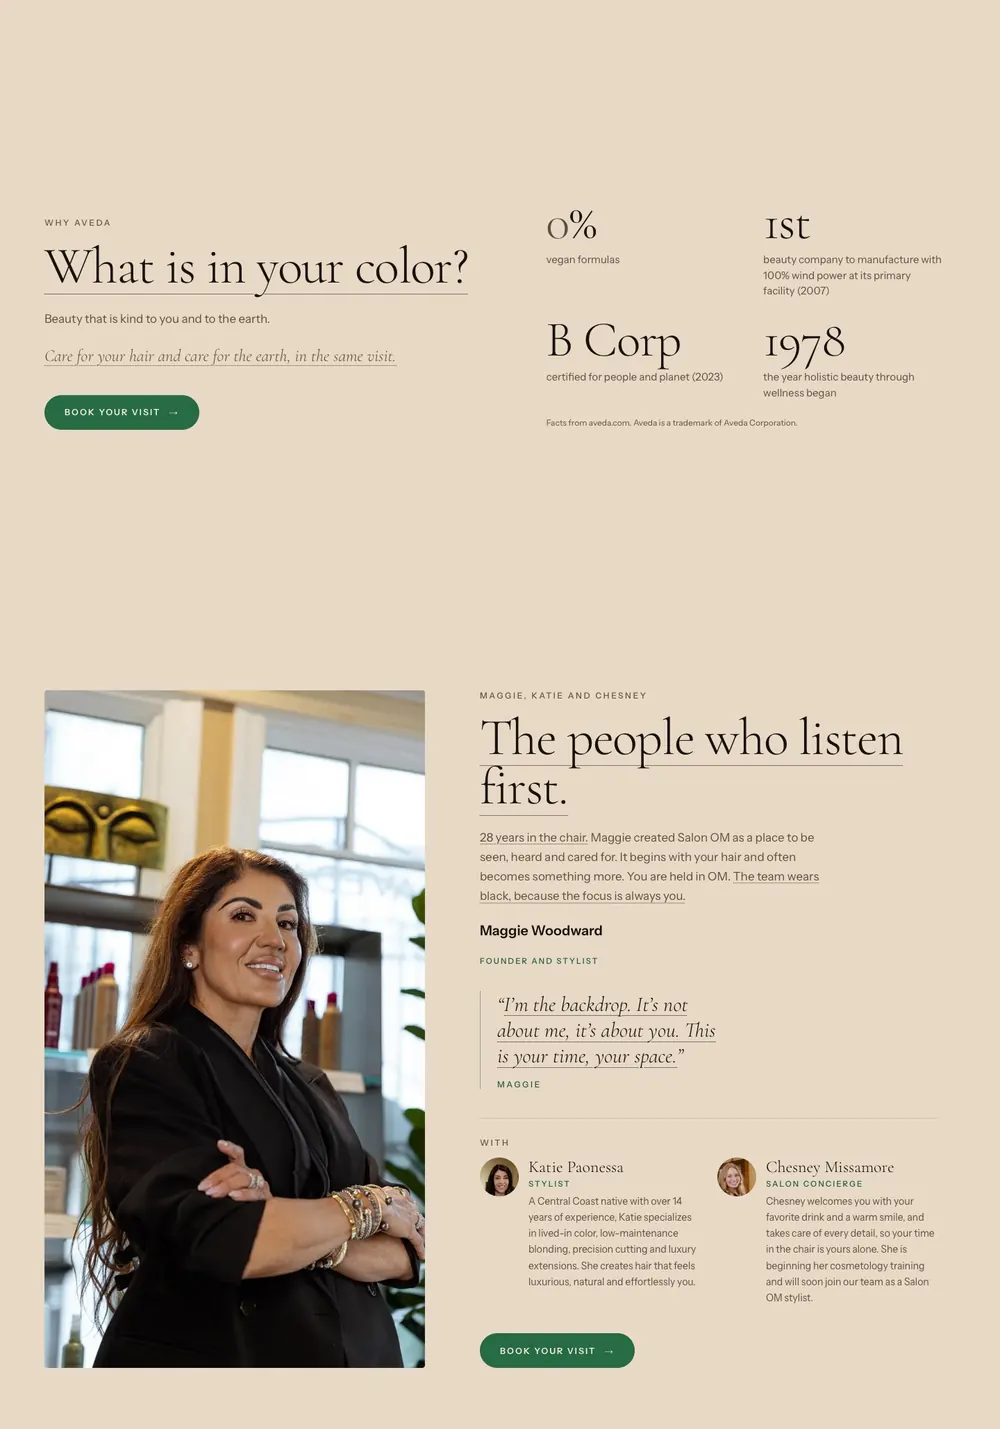 WHY AVEDA
What is in your color?
Beauty that is kind to you and to the earth.
Care for your hair and care for the earth, in the same visit.
BOOK YOUR VISIT →
0%
vegan formulas
1st
beauty company to manufacture with
100% wind power at its primary
facility (2007)
B Corp
certified for people and planet (2023)
1978
the year holistic beauty through
wellness began
Facts from aveda.com. Aveda is a trademark of Aveda Corporation.
MAGGIE, KATIE AND CHESNEY
The people who listen
first.
28 years in the chair. Maggie created Salon OM as a place to be
seen, heard and cared for. It begins with your hair and often
becomes something more. You are held in OM. The team wears
black, because the focus is always you.
Maggie Woodward
FOUNDER AND STYLIST
“I’m the backdrop. It’s not
about me, it’s about you. This
is your time, your space.”
MAGGIE
WITH
Katie Paonessa
STYLIST
A Central Coast native with over 14
years of experience, Katie specializes
in lived-in color, low-maintenance
blonding, precision cutting and luxury
extensions. She creates hair that feels
luxurious, natural and effortlessly you.
Chesney Missamore
SALON CONCIERGE
Chesney welcomes you with your
favorite drink and a warm smile, and
takes care of every detail, so your time
in the chair is yours alone. She is
beginning her cosmetology training
and will soon join our team as a Salon
OM stylist.
BOOK YOUR VISIT →